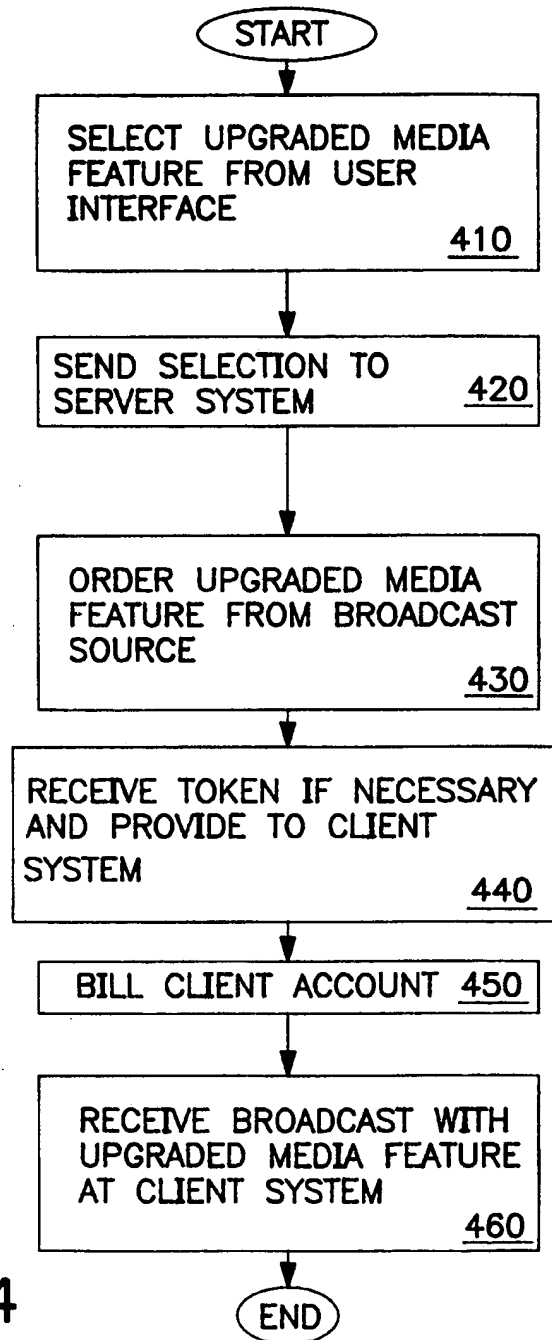 START
SELECT UPGRADED MEDIA
FEATURE FROM USER
INTERFACE
410
SEND SELECTION TO
SERVER SYSTEM 420
ORDER UPGRADED MEDIA
FEATURE FROM BROADCAST
SOURCE
430
RECEIVE TOKEN IF NECESSARY
AND PROVIDE TO CLIENT
SYSTEM
440
BILL CLIENT ACCOUNT 450
RECEIVE BROADCAST WITH
UPGRADED MEDIA FEATURE
AT CLIENT SYSTEM
460
4
END